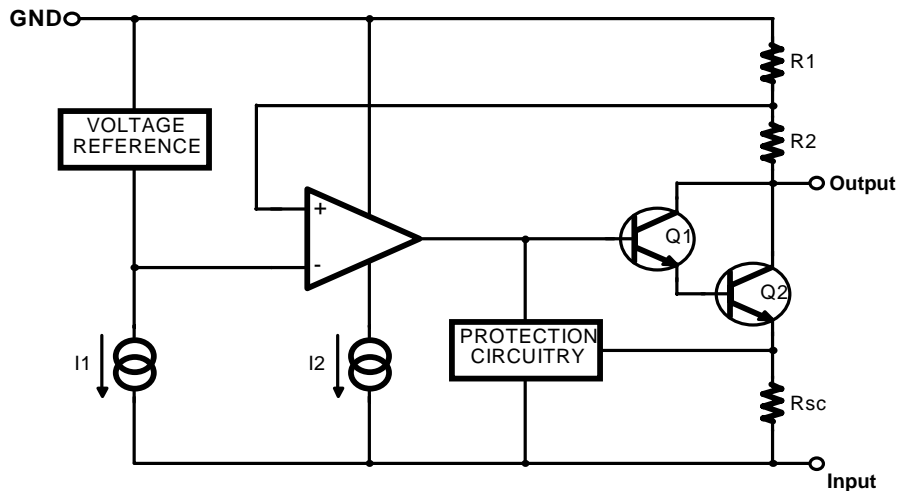 GND
R1
VOLTAGE
REFERENCE
R2
Output
+
-
Q1
Q2
PROTECTION
CIRCUITRY
I1
I2
Rsc
Input